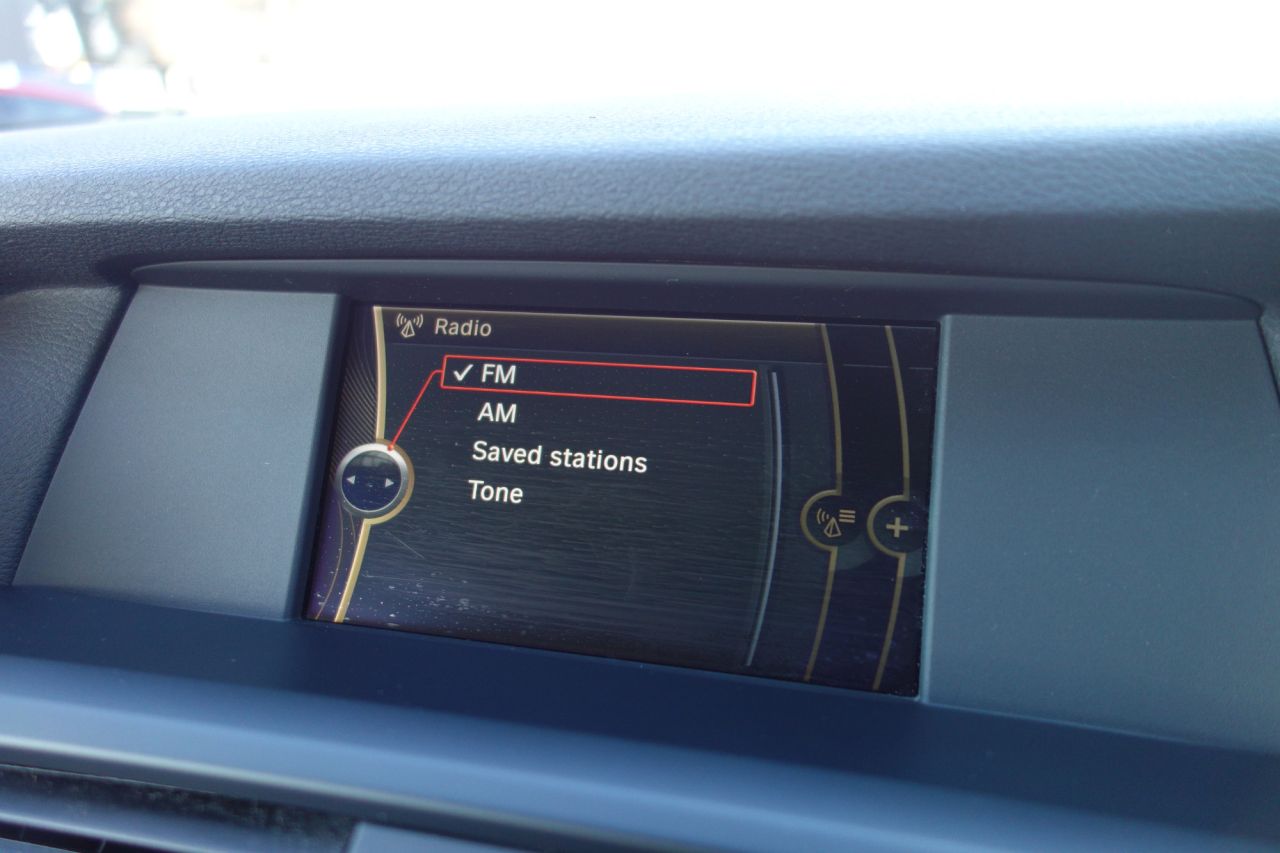 Radio
✓ FM
AM
Saved stations
Tone